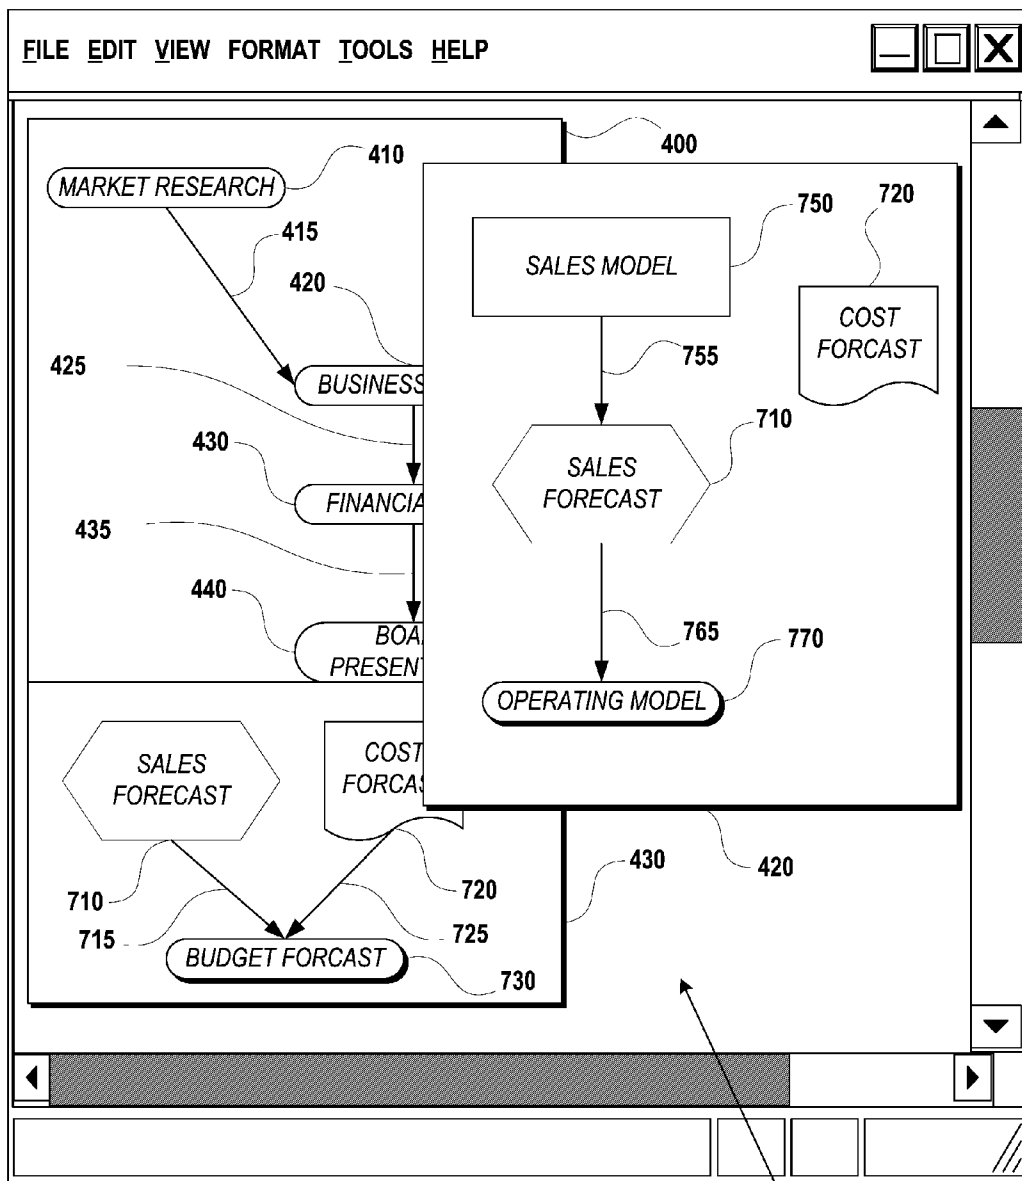 FILE EDIT VIEW FORMAT TOOLS HELP
400
410
MARKET RESEARCH
415
420
425
BUSINESS
430
FINANCIA
435
440
BOA
PRESENT
750
720
SALES MODEL
COST
FORCAST
755
710
SALES
FORECAST
765
770
OPERATING MODEL
SALES
FORECAST
COST
FORCAS
430
420
710
720
715
725
BUDGET FORCAST
730